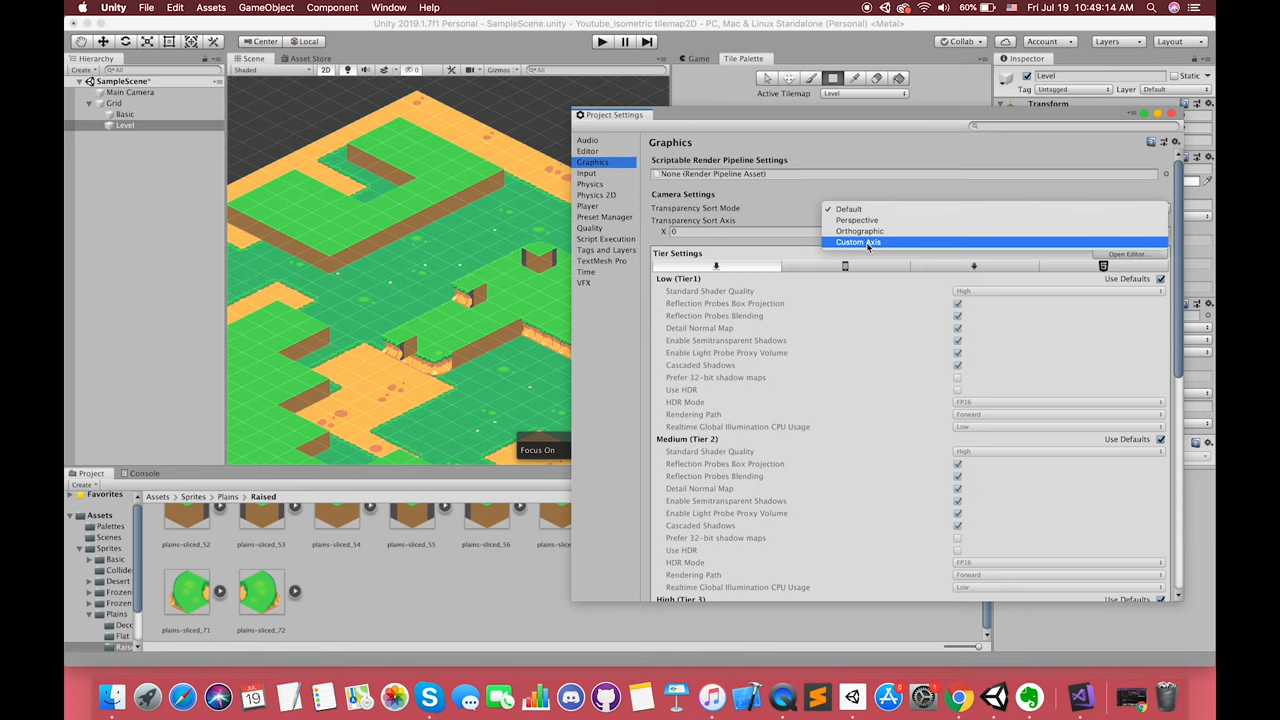 Unity File Edit Assets GameObject Component Window Help 60% Fri Jul 19 10:49:14 AM
Unity 2019.1.7f1 Personal - SampleScene.unity - Youtube_Isometric tilemap2D - PC, Mac & Linux Standalone (Personal) <Metal>
Center Local Collab Account Layers Layout
Hierarchy
Create All
SampleScene*
Main Camera
Grid
Basic
Level
Scene Asset Store
Shaded 2D 0 Gizmos All
Game Tile Palette
Active Tilemap Level
Inspector
Level Static
Tag Untagged Layer Default
Transform
Project Settings
Audio
Editor
Graphics
Input
Physics
Physics 2D
Player
Preset Manager
Quality
Script Execution
Tags and Layers
TextMesh Pro
Time
VFX
Graphics
Scriptable Render Pipeline Settings
None (Render Pipeline Asset)
Camera Settings
Transparency Sort Mode
Transparency Sort Axis
X 0
✓ Default
Perspective
Orthographic
Custom Axis
Tier Settings Open Editor...
Low (Tier1) Use Defaults
Standard Shader Quality High
Reflection Probes Box Projection
Reflection Probes Blending
Detail Normal Map
Enable Semitransparent Shadows
Enable Light Probe Proxy Volume
Cascaded Shadows
Prefer 32-bit shadow maps
Use HDR
HDR Mode FP16
Rendering Path Forward
Realtime Global Illumination CPU Usage Low
Medium (Tier 2) Use Defaults
Standard Shader Quality High
Reflection Probes Box Projection
Reflection Probes Blending
Detail Normal Map
Enable Semitransparent Shadows
Enable Light Probe Proxy Volume
Cascaded Shadows
Prefer 32-bit shadow maps
Use HDR
HDR Mode FP16
Rendering Path Forward
Realtime Global Illumination CPU Usage Low
High (Tier 3) Use Defaults
Focus On
Project Console
Create
Favorites
Assets
Palettes
Scenes
Sprites
Basic
Collide
Desert
Frozen
Frozen
Plains
Deco
Flat
Rais
Assets Sprites Plains Raised
plains-sliced_52 plains-sliced_53 plains-sliced_54 plains-sliced_55 plains-sliced_56 plains-sliced
plains-sliced_71 plains-sliced_72